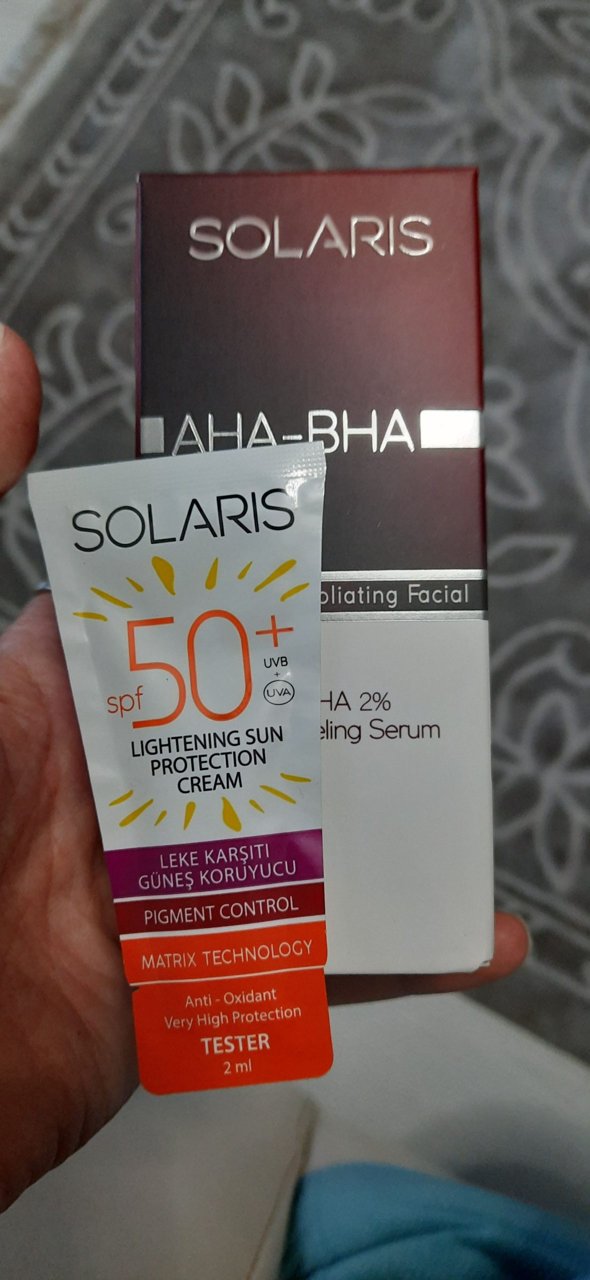 SOLARIS
AHA-BHA
Facial
2%
Serum
SOLARIS
spf 50+
UVB
+
UVA
LIGHTENING SUN
PROTECTION
CREAM
LEKE KARŞITI
GÜNEŞ KORUYUCU
PIGMENT CONTROL
MATRIX TECHNOLOGY
Anti - Oxidant
Very High Protection
TESTER
2 ml